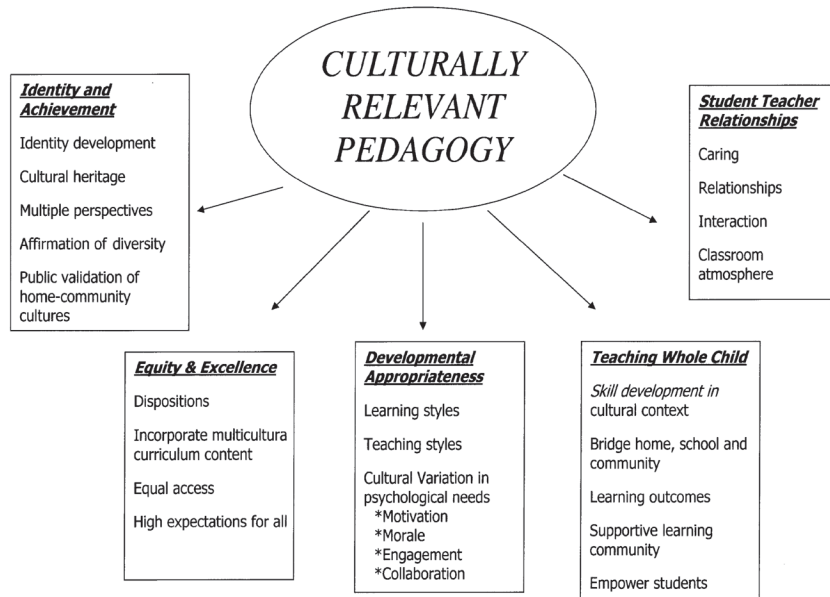 CULTURALLY
RELEVANT
PEDAGOGY
Identity and
Achievement
Identity development
Cultural heritage
Multiple perspectives
Affirmation of diversity
Public validation of
home-community
cultures
Equity & Excellence
Dispositions
Incorporate multicultura
curriculum content
Equal access
High expectations for all
Developmental
Appropriateness
Learning styles
Teaching styles
Cultural Variation in
psychological needs
*Motivation
*Morale
*Engagement
*Collaboration
Teaching Whole Child
Skill development in
cultural context
Bridge home, school and
community
Learning outcomes
Supportive learning
community
Empower students
Student Teacher
Relationships
Caring
Relationships
Interaction
Classroom
atmosphere